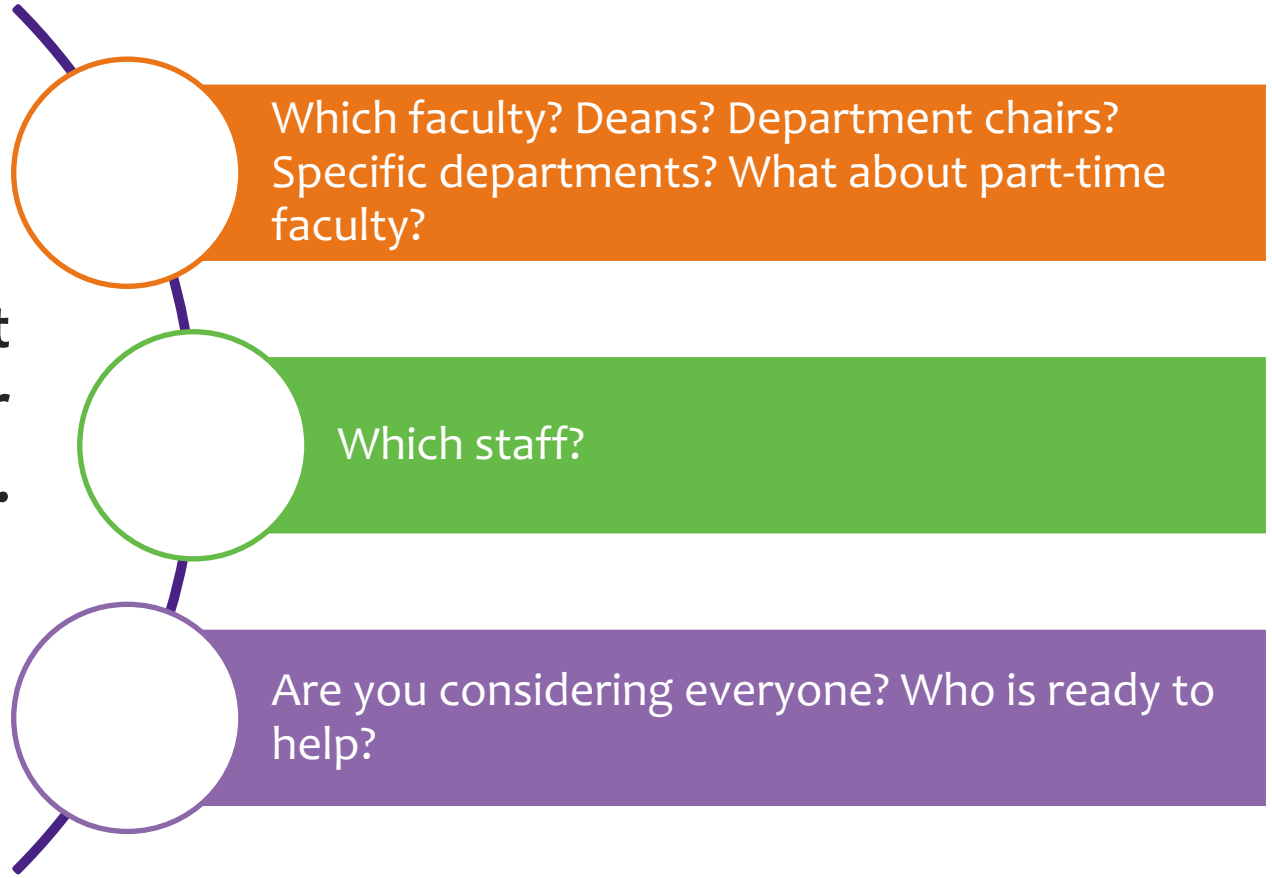 Which faculty? Deans? Department chairs?
Specific departments? What about part-time
faculty?
t
r
.
Which staff?
Are you considering everyone? Who is ready to
help?